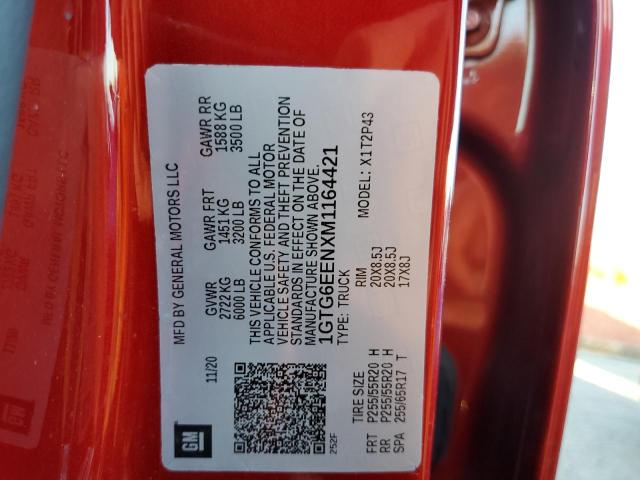 GM
11/20
MFD BY GENERAL MOTORS LLC
GVWR GAWR FRT GAWR RR
2722 KG 1451 KG 1588 KG
6000 LB 3200 LB 3500 LB
THIS VEHICLE CONFORMS TO ALL
APPLICABLE U.S. FEDERAL MOTOR
VEHICLE SAFETY AND THEFT PREVENTION
STANDARDS IN EFFECT ON THE DATE OF
MANUFACTURE SHOWN ABOVE.
1GTG6EENXM1164421
TYPE: TRUCK
252F
MODEL: X1T2P43
TIRE SIZE RIM
FRT P255/55R20 H 20X8.5J
RR P255/55R20 H 20X8.5J
SPA 255/65R17 T 17X8J